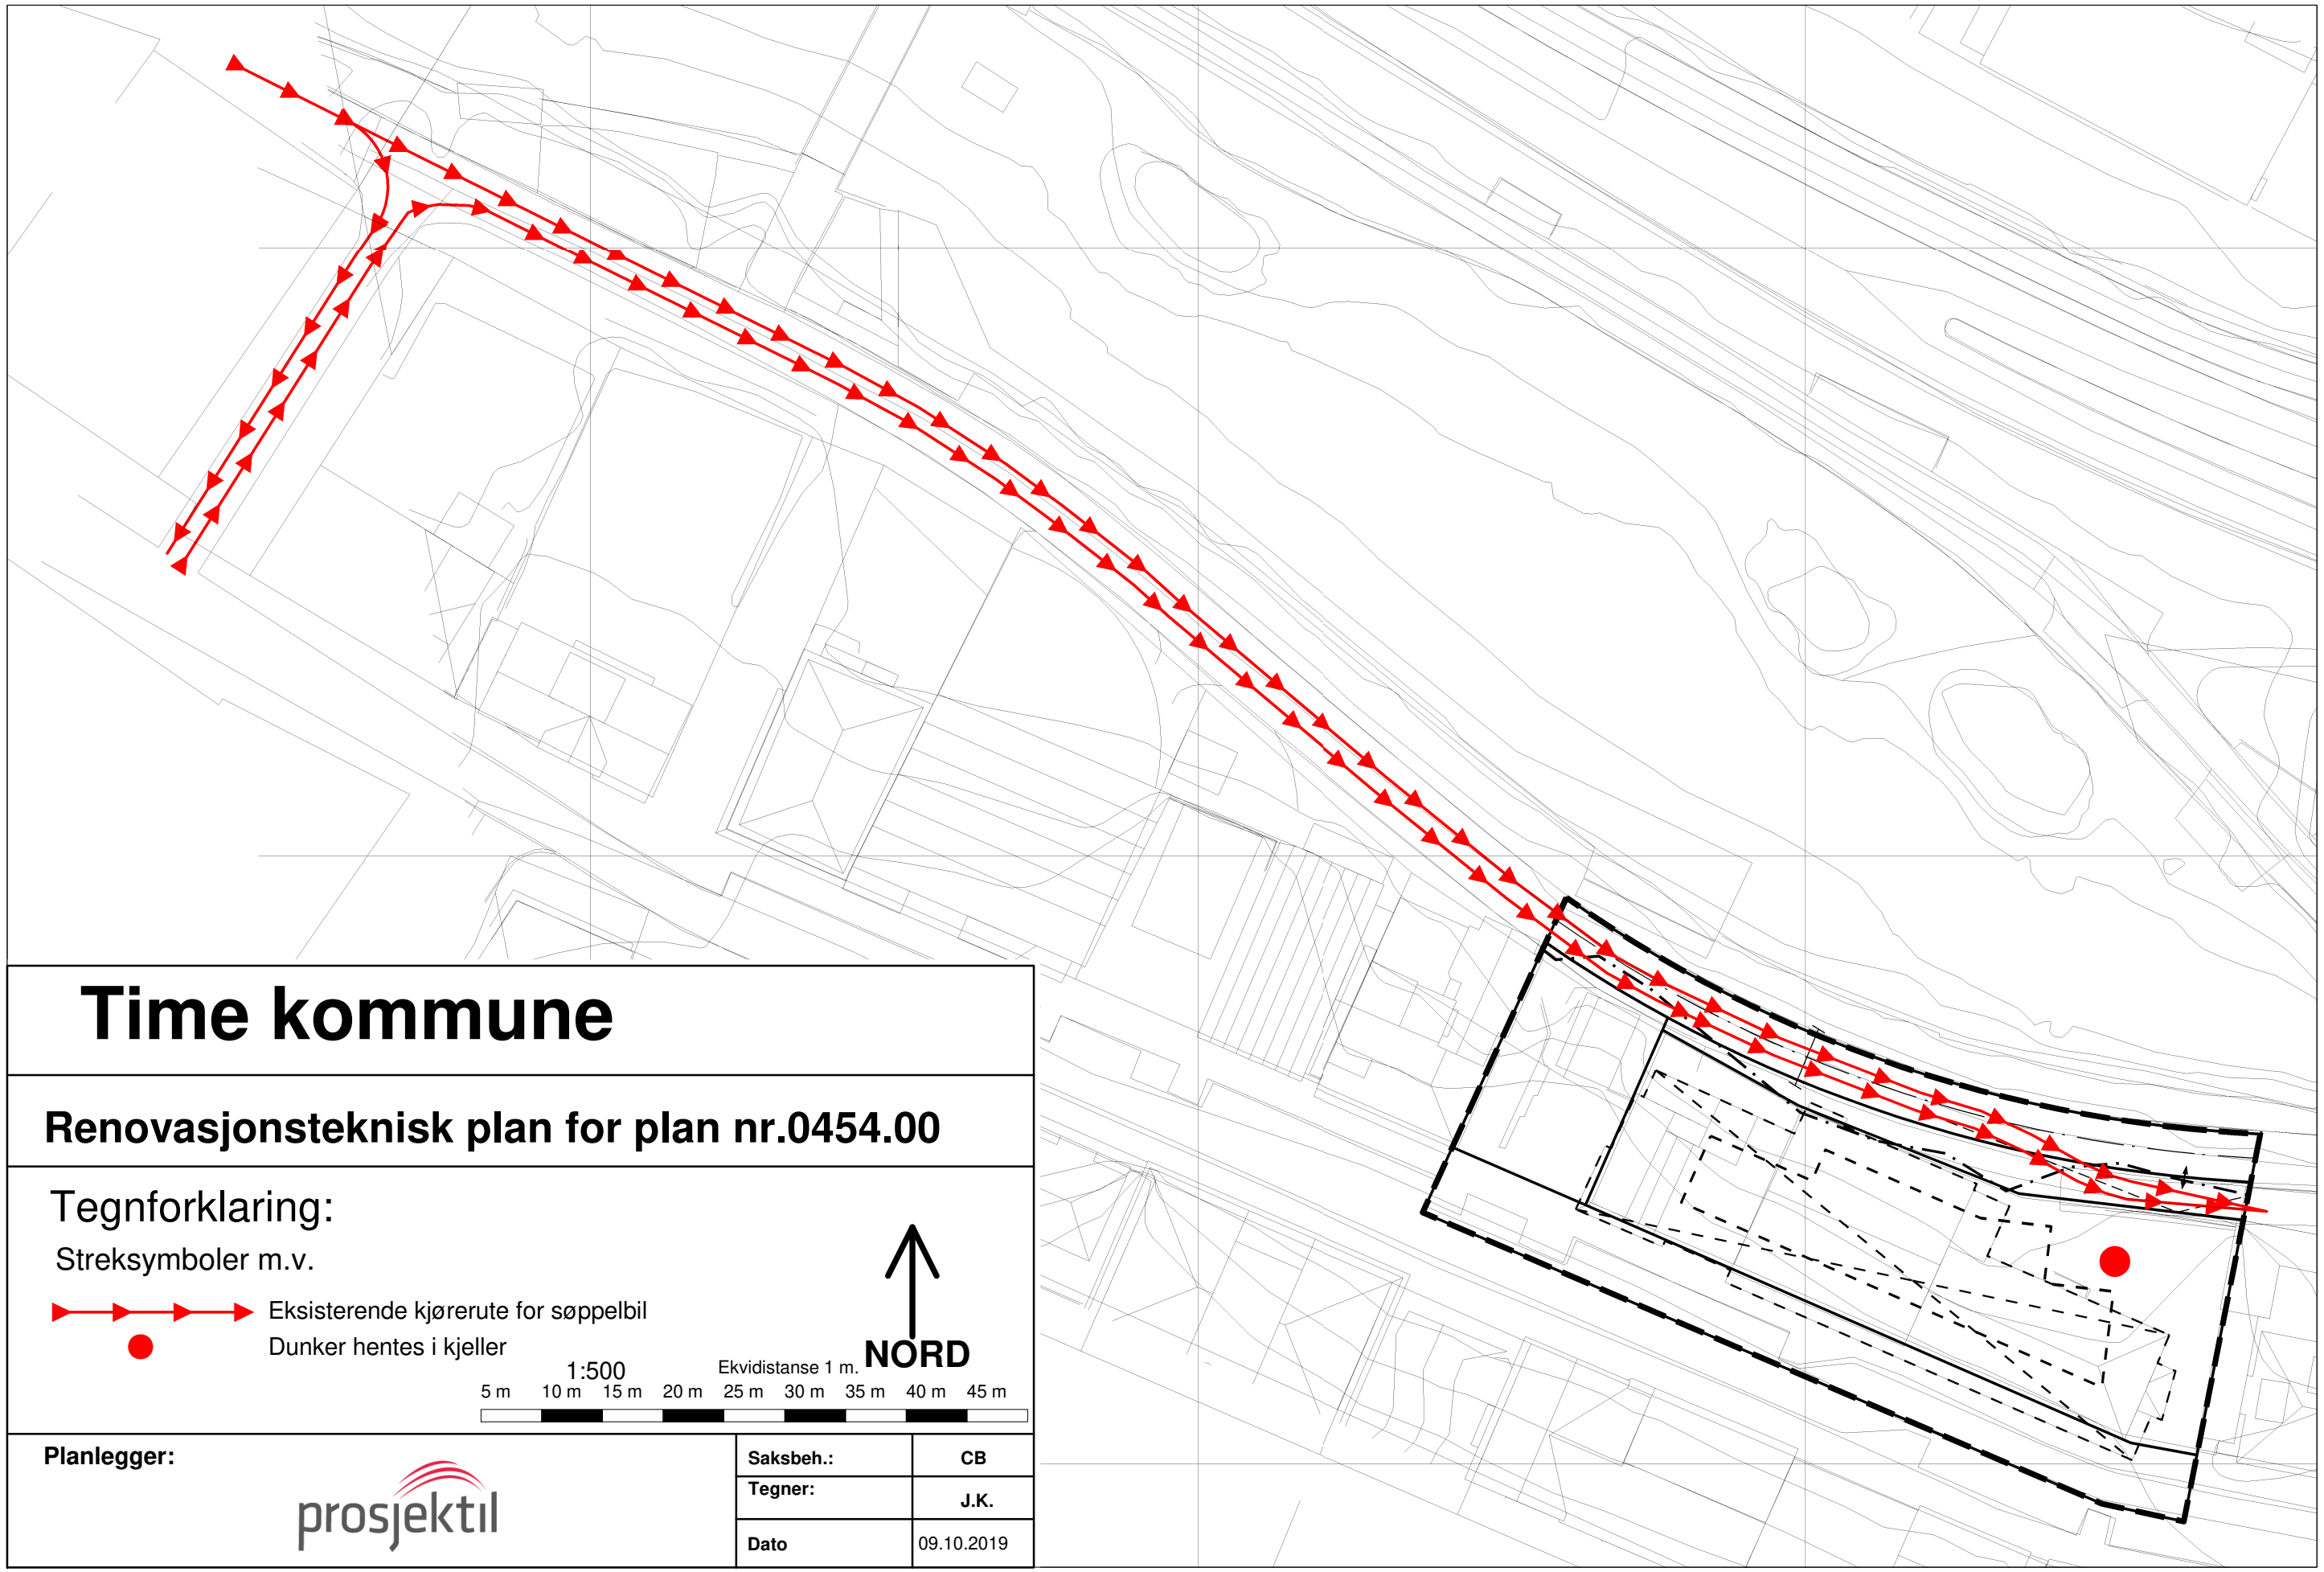 Time kommune
Renovasjonsteknisk plan for plan nr.0454.00
Tegnforklaring:
Streksymboler m.v.
Eksisterende kjørerute for søppelbil
Dunker hentes i kjeller
NORD
1:500
Ekvidistanse 1 m.
5 m 10 m 15 m 20 m 25 m 30 m 35 m 40 m 45 m
Planlegger:
prosjektil
Saksbeh.: CB
Tegner: J.K.
Dato 09.10.2019